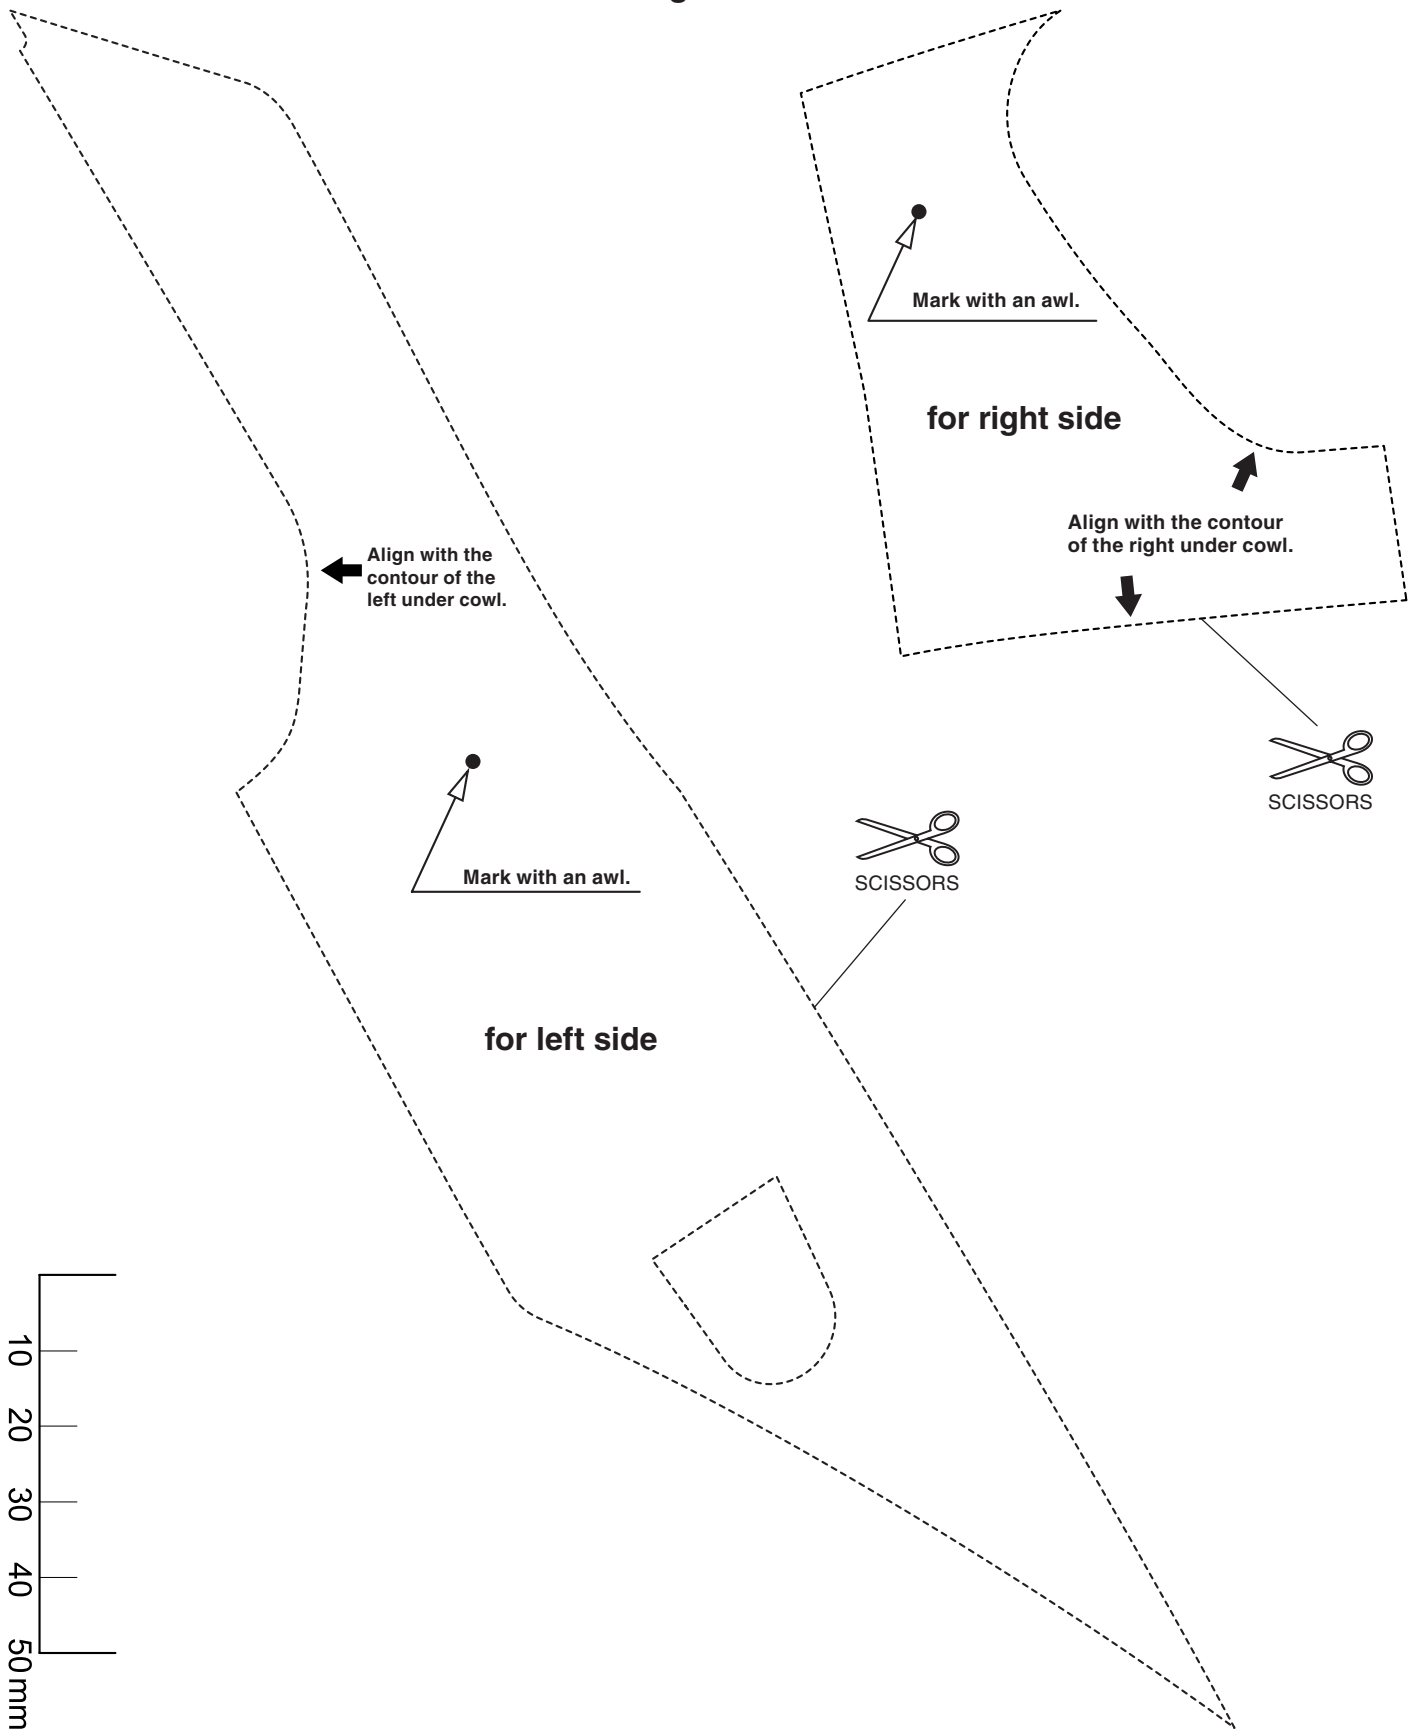 Mark with an awl.
for right side
Align with the contour
of the right under cowl.
SCISSORS
Align with the
contour of the
left under cowl.
Mark with an awl.
SCISSORS
for left side
10
20
30
40
50mm